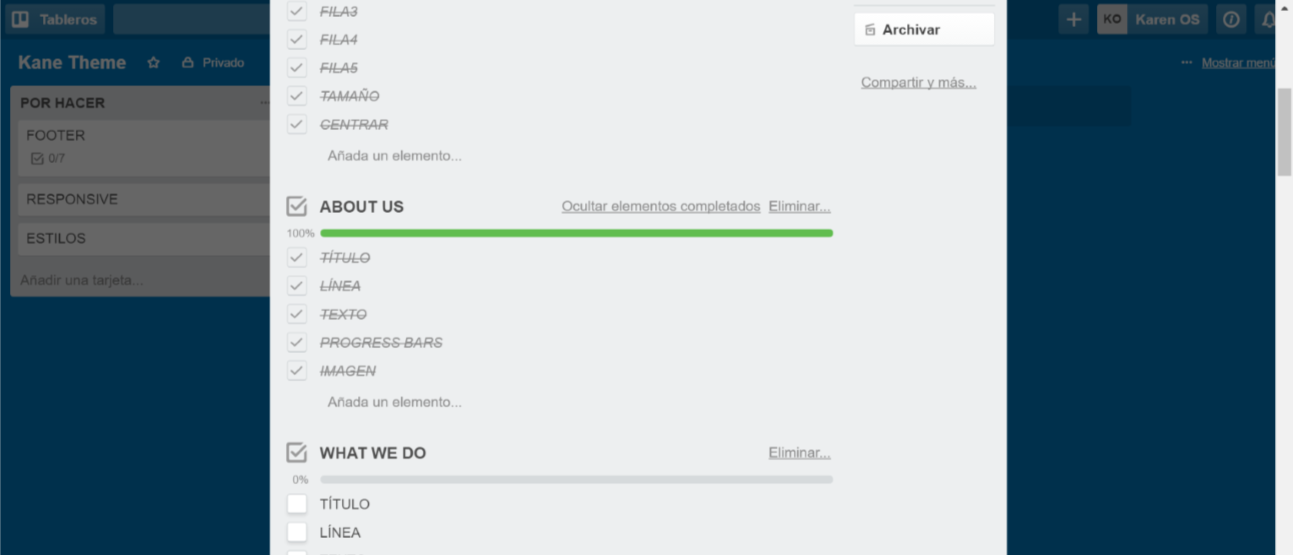 Tableros
KO Karen OS
Kane Theme Privado
... Mostrar menú
POR HACER ...
FOOTER
0/7
RESPONSIVE
ESTILOS
Añadir una tarjeta...
FILA3
FILA4
FILA5
TAMAÑO
CENTRAR
Añada un elemento...
ABOUT US Ocultar elementos completados Eliminar...
100%
TÍTULO
LÍNEA
TEXTO
PROGRESS BARS
IMAGEN
Añada un elemento...
WHAT WE DO Eliminar...
0%
TÍTULO
LÍNEA
Archivar
Compartir y más...